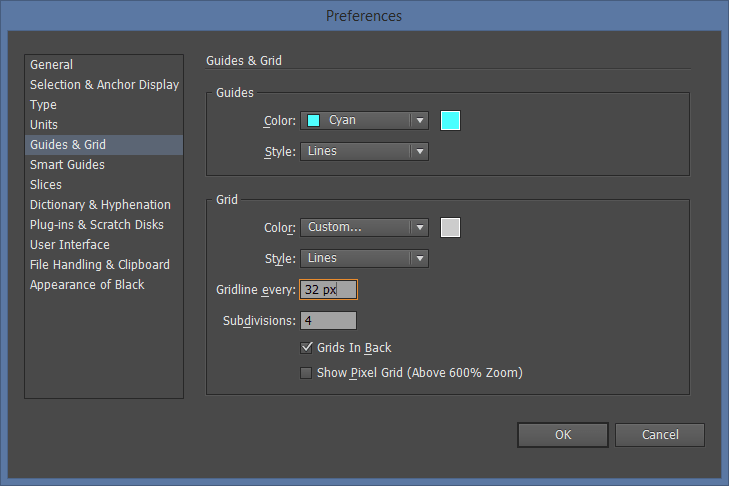 Preferences
General
Selection & Anchor Display
Type
Units
Guides & Grid
Smart Guides
Slices
Dictionary & Hyphenation
Plug-ins & Scratch Disks
User Interface
File Handling & Clipboard
Appearance of Black
Guides & Grid
Guides
Color: Cyan
Style: Lines
Grid
Color: Custom...
Style: Lines
Gridline every: 32 px
Subdivisions: 4
Grids In Back
Show Pixel Grid (Above 600% Zoom)
OK Cancel